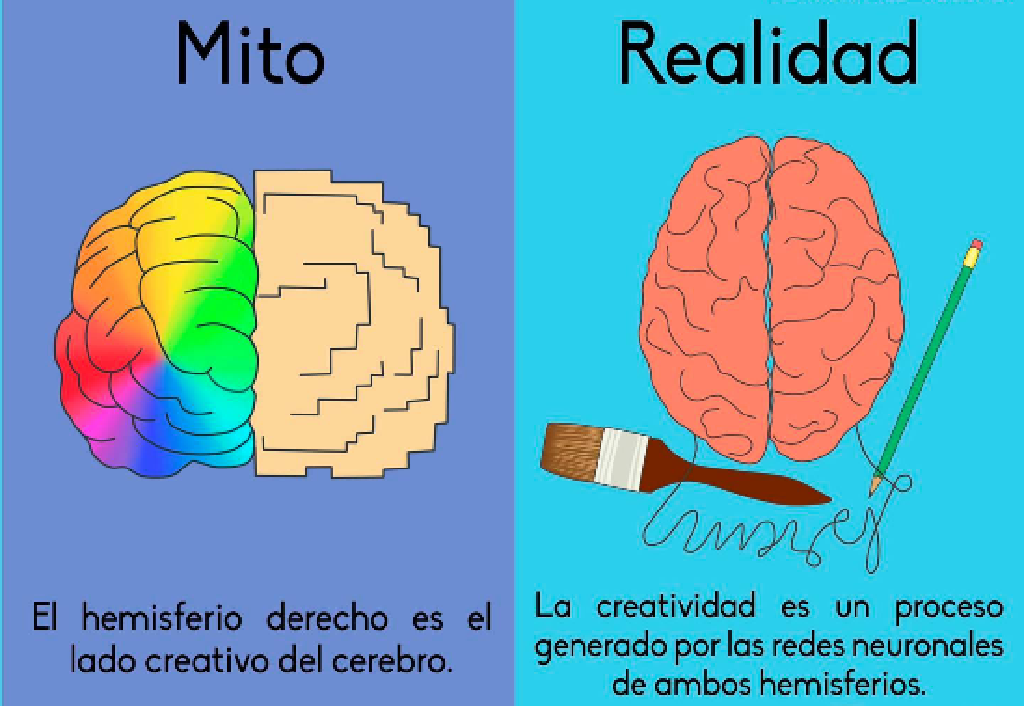 Mito
El hemisferio derecho es el
lado creativo del cerebro.
Realidad
La creatividad es un proceso
generado por las redes neuronales
de ambos hemisferios.